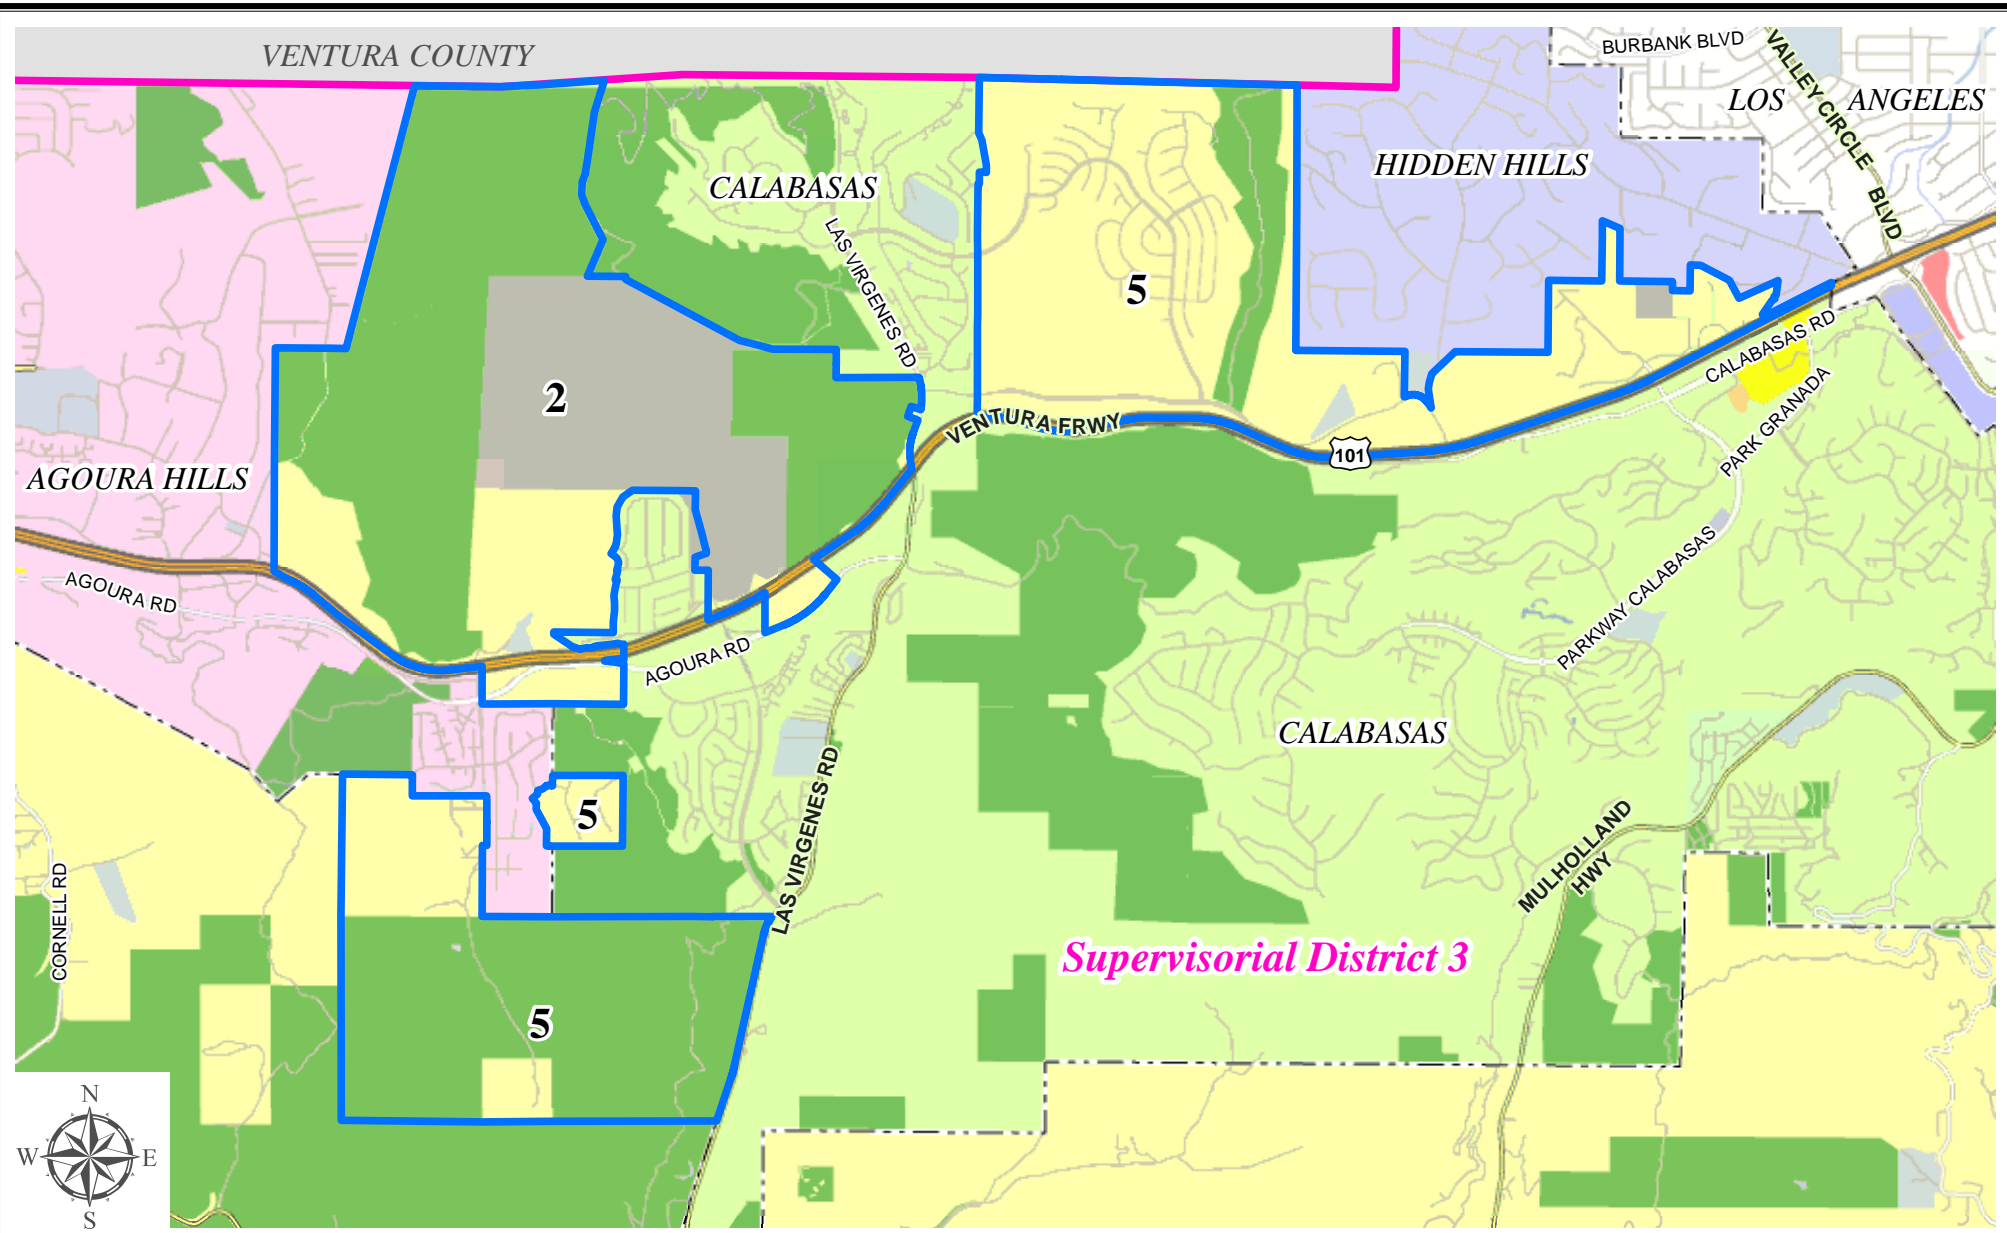 VENTURA COUNTY
BURBANK BLVD
VALLEY CIRCLE BLVD
LOS ANGELES
HIDDEN HILLS
CALABASAS
LAS VIRGENES RD
5
2
CALABASAS RD
PARK GRANADA
VENTURA FRWY
101
AGOURA HILLS
AGOURA RD
PARKWAY CALABASAS
AGOURA RD
CALABASAS
5
LAS VIRGENES RD
MULHOLLAND
HWY
CORNELL RD
Supervisorial District 3
5
N
W E
S